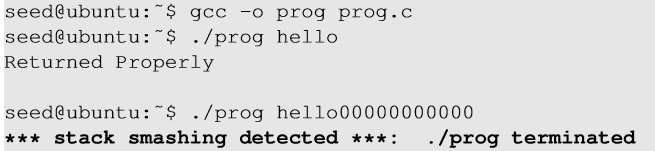 seed@ubuntu:~$ gcc -o prog prog.c
seed@ubuntu:~$ ./prog hello
Returned Properly
seed@ubuntu:~$ ./prog hello00000000000
*** stack smashing detected ***: ./prog terminated